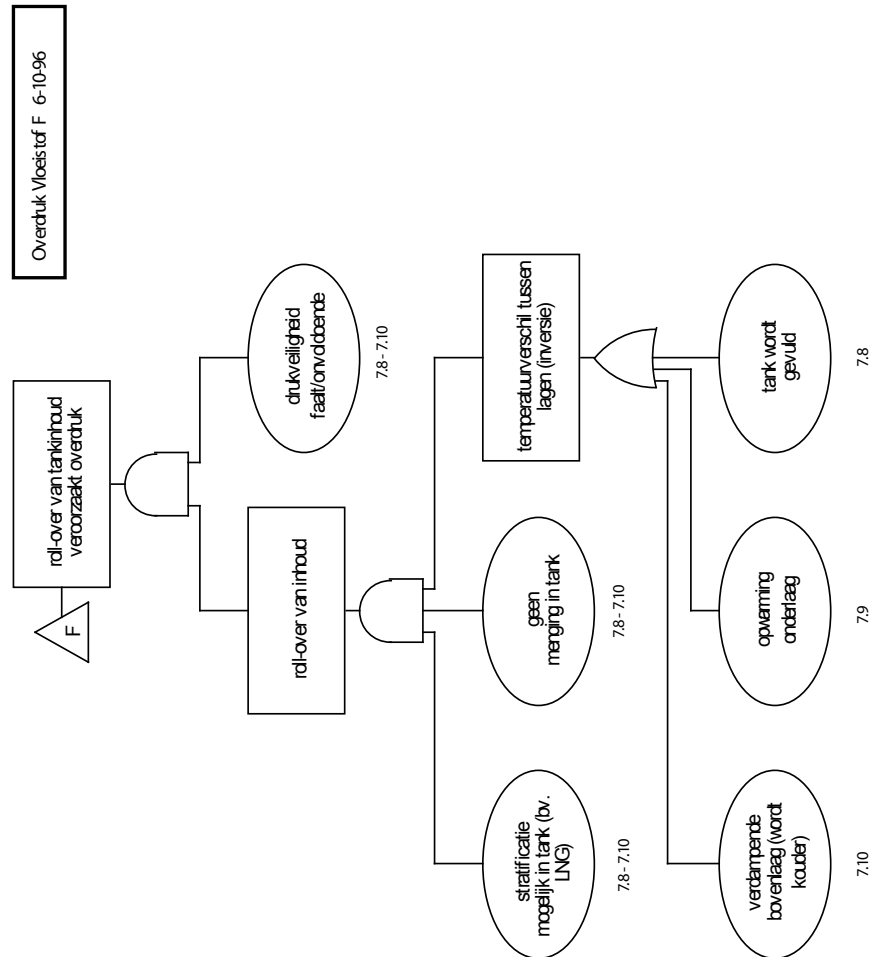 Overdruk Vloeistof F 6-10-96
roll-over van tankinhoud
veroorzaakt overdruk
F
roll-over van inhoud
drukveiligheid
faalt/onvoldoende
7.8 - 7.10
stratificatie
mogelijk in tank (bv.
LNG)
7.8 - 7.10
geen
menging in tank
7.8 - 7.10
temperatuurverschil tussen
lagen (inversie)
verdampende
bovenlaag (wordt
kouder)
7.10
opwarming
onderlaag
7.9
tank wordt
gevuld
7.8